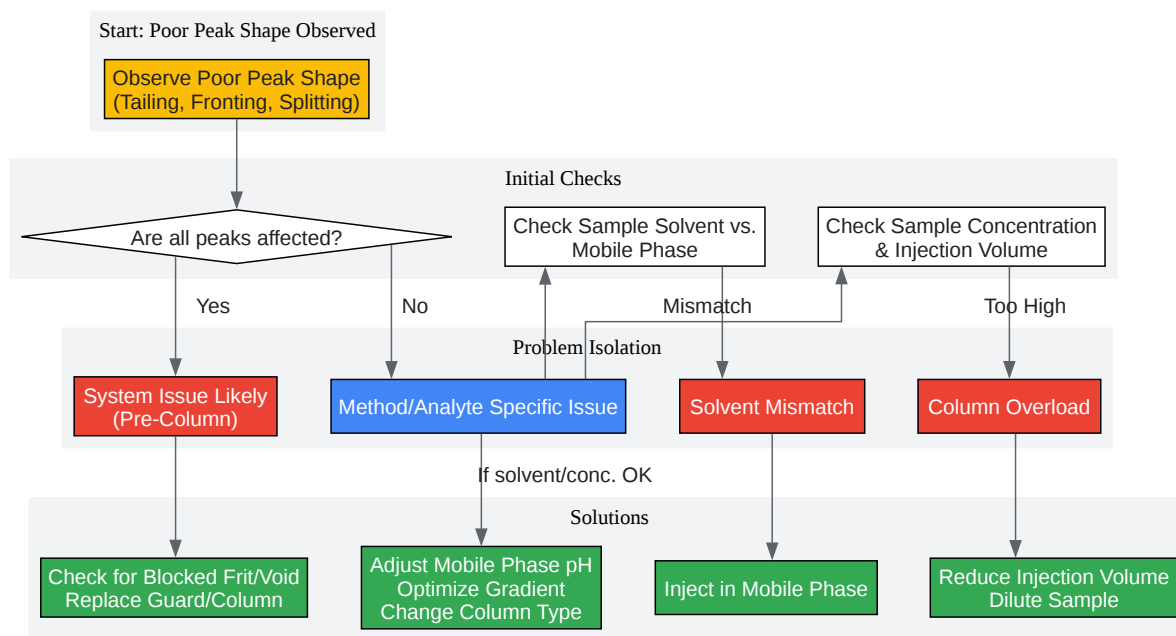 Start: Poor Peak Shape Observed
Observe Poor Peak Shape
(Tailing, Fronting, Splitting)
Initial Checks
Are all peaks affected?
Check Sample Solvent vs.
Mobile Phase
Check Sample Concentration
& Injection Volume
Yes
No
Mismatch
Too High
Problem Isolation
System Issue Likely
(Pre-Column)
Method/Analyte Specific Issue
Solvent Mismatch
Column Overload
If solvent/conc. OK
Solutions
Check for Blocked Frit/Void
Replace Guard/Column
Adjust Mobile Phase pH
Optimize Gradient
Change Column Type
Inject in Mobile Phase
Reduce Injection Volume
Dilute Sample